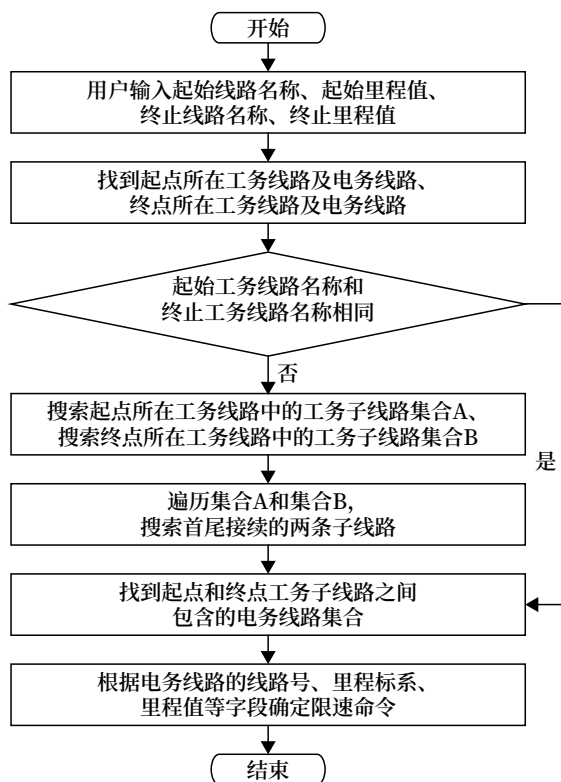 开始
用户输入起始线路名称、起始里程值、
终止线路名称、终止里程值
找到起点所在工务线路及电务线路、
终点所在工务线路及电务线路
起始工务线路名称和
终止工务线路名称相同
否
搜索起点所在工务线路中的工务子线路集合A、
搜索终点所在工务线路中的工务子线路集合B
是
遍历集合A和集合B,
搜索首尾接续的两条子线路
找到起点和终点工务子线路之间
包含的电务线路集合
根据电务线路的线路号、里程标系、
里程值等字段确定限速命令
结束